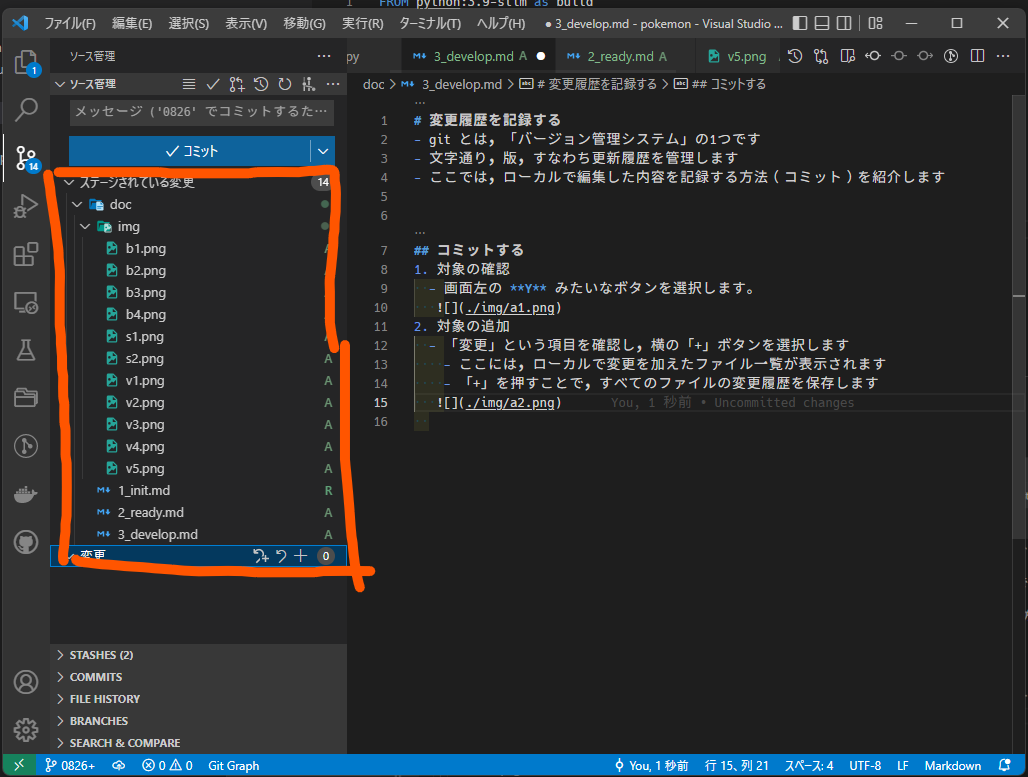 FROM python:3.9-slim as build
ファイル(F) 編集(E) 選択(S) 表示(V) 移動(G) 実行(R) ターミナル(T) ヘルプ(H) ● 3_develop.md - pokemon - Visual Studio ...
ソース管理 ...
py 3_develop.md A ● 2_ready.md A v5.png
ソース管理
doc > 3_develop.md > # 変更履歴を記録する > ## コミットする
メッセージ ('0826' でコミットするた…
コミット
ステージされている変更 14
doc
img
b1.png
b2.png
b3.png
b4.png
s1.png
s2.png A
v1.png A
v2.png A
v3.png A
v4.png A
v5.png A
1_init.md R
2_ready.md A
3_develop.md A
変更 0
STASHES (2)
COMMITS
FILE HISTORY
BRANCHES
SEARCH & COMPARE
1 # 変更履歴を記録する
2 - git とは，「バージョン管理システム」の1つです
3 - 文字通り，版，すなわち更新履歴を管理します
4 - ここでは，ローカルで編集した内容を記録する方法（コミット）を紹介します
5
6
7 ## コミットする
8 1. 対象の確認
9 - 画面左の **Y** みたいなボタンを選択します。
10 ![](./img/a1.png)
11 2. 対象の追加
12 - 「変更」という項目を確認し，横の「+」ボタンを選択します
13 - ここには，ローカルで変更を加えたファイル一覧が表示されます
14 - 「+」を押すことで，すべてのファイルの変更履歴を保存します
15 ![](./img/a2.png) You, 1 秒前 • Uncommitted changes
16
0826+ 0 0 Git Graph You, 1 秒前 行 15、列 21 スペース: 4 UTF-8 LF Markdown